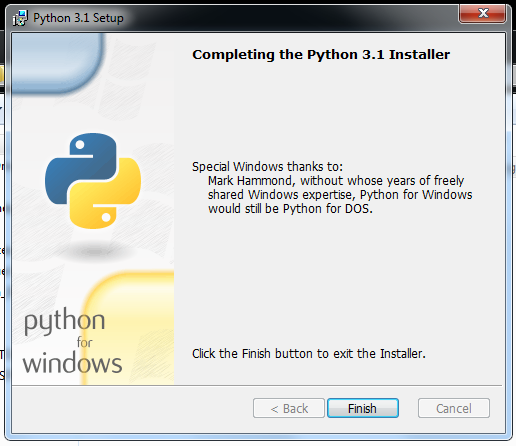 Python 3.1 Setup
Completing the Python 3.1 Installer
Special Windows thanks to:
Mark Hammond, without whose years of freely
shared Windows expertise, Python for Windows
would still be Python for DOS.
python
for
windows
Click the Finish button to exit the Installer.
< Back
Finish
Cancel